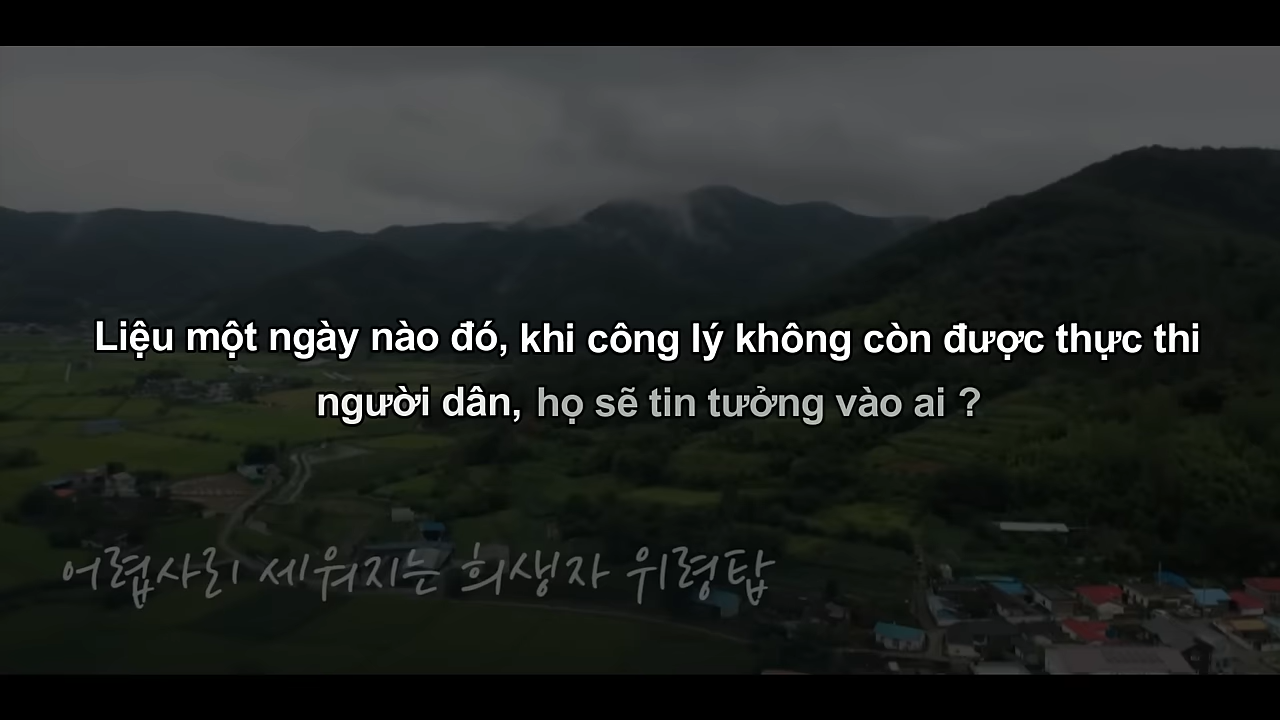 Liệu một ngày nào đó, khi công lý không còn được thực thi
người dân, họ sẽ tin tưởng vào ai ?
어렵사리 세워지는 희생자 위령탑